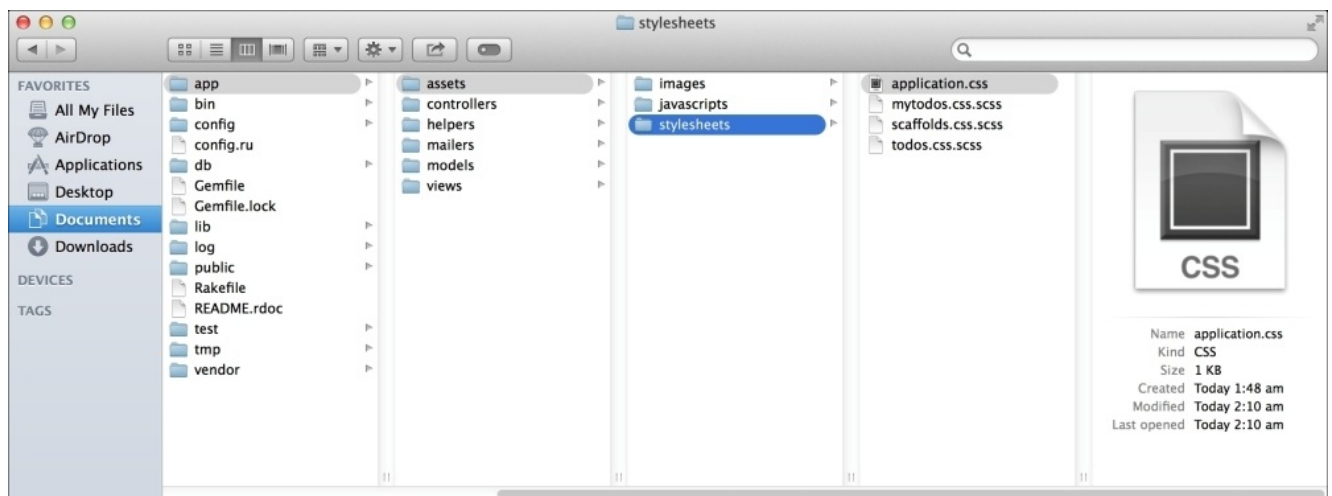 stylesheets
FAVORITES
All My Files
AirDrop
Applications
Desktop
Documents
Downloads
DEVICES
TAGS
app
bin
config
config.ru
db
Gemfile
Gemfile.lock
lib
log
public
Rakefile
README.rdoc
test
tmp
vendor
assets
controllers
helpers
mailers
models
views
images
javascripts
stylesheets
application.css
mytodos.css.scss
scaffolds.css.scss
todos.css.scss
CSS
Name application.css
Kind CSS
Size 1 KB
Created Today 1:48 am
Modified Today 2:10 am
Last opened Today 2:10 am